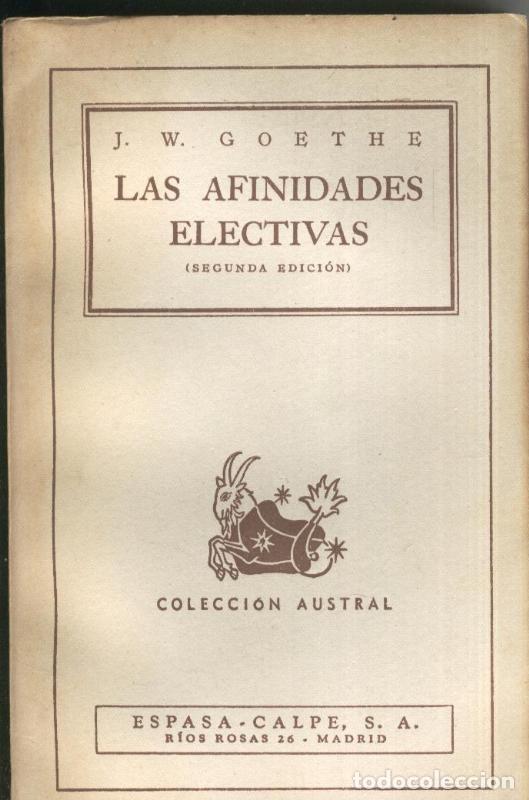 J. W. GOETHE
LAS AFINIDADES
ELECTIVAS
(SEGUNDA EDICIÓN)
COLECCIÓN AUSTRAL
ESPASA-CALPE, S. A.
RÍOS ROSAS 26 - MADRID
todocoleccion